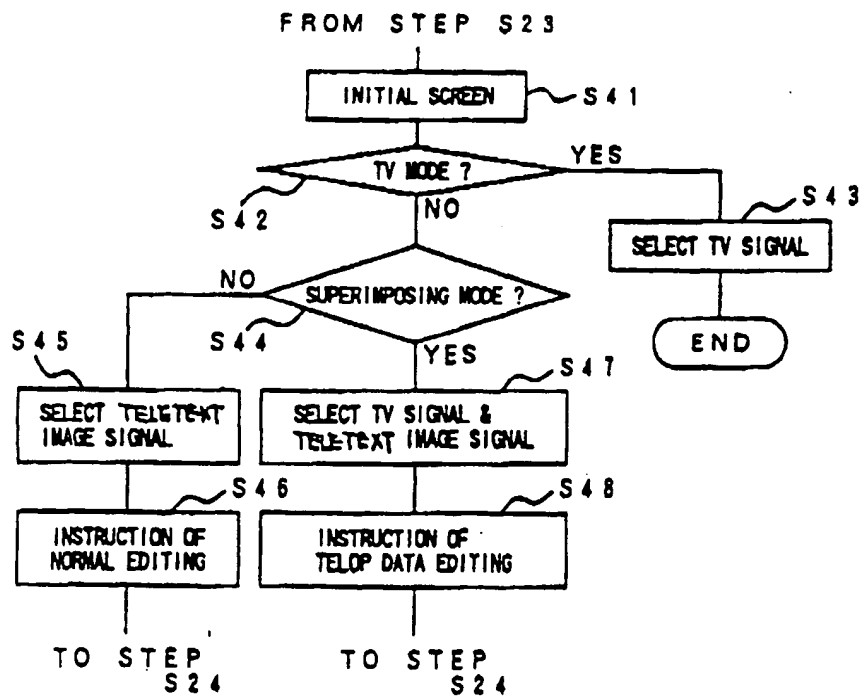 FROM STEP S23
INITIAL SCREEN
S41
TV MODE ?
YES
S42
NO
S43
SELECT TV SIGNAL
END
SUPERIMPOSING MODE ?
NO
S44
YES
S45
SELECT TELETEXT
IMAGE SIGNAL
S47
SELECT TV SIGNAL &
TELETEXT IMAGE SIGNAL
S46
INSTRUCTION OF
NORMAL EDITING
S48
INSTRUCTION OF
TELOP DATA EDITING
TO STEP
S24
TO STEP
S24